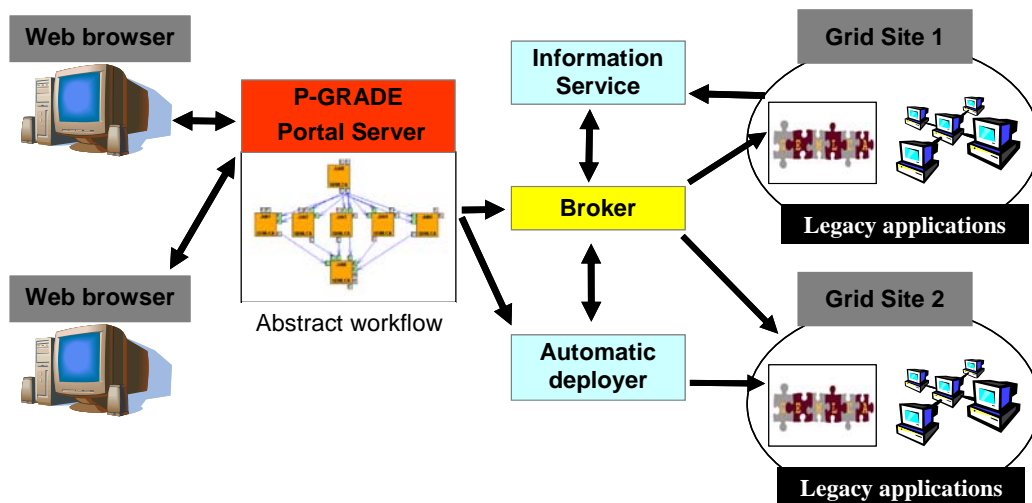 Web browser
Web browser
P-GRADE
Portal Server
Abstract workflow
Information
Service
Broker
Automatic
deployer
Grid Site 1
Legacy applications
Grid Site 2
Legacy applications